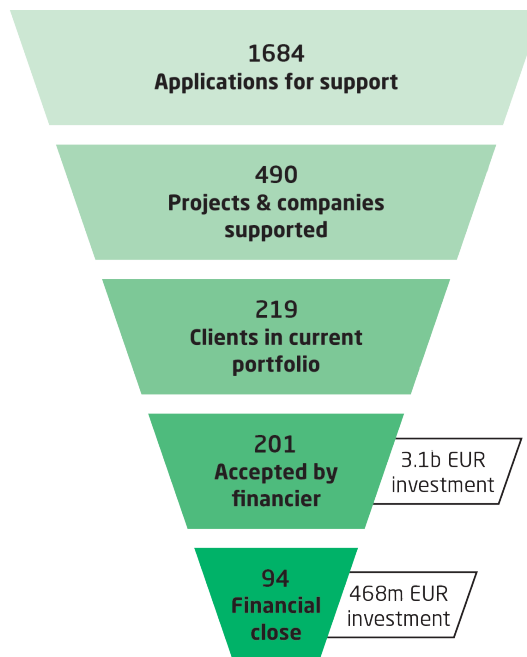 1684
Applications for support
490
Projects & companies
supported
219
Clients in current
portfolio
201
Accepted by
financier
3.1b EUR
investment
94
Financial
close
468m EUR
investment